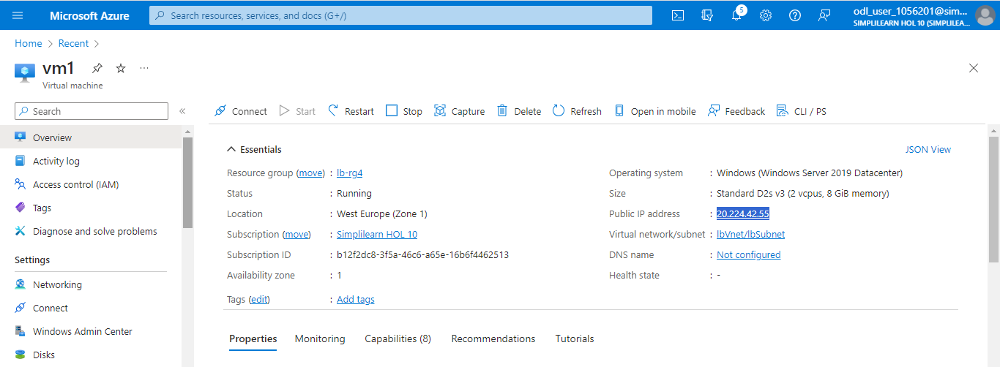 Microsoft Azure
Search resources, services, and docs (G+/)
5
odl_user_1056201@sim...
SIMPLILEARN HOL 10 (SIMPLILEA...
Home > Recent >
vm1
...
Virtual machine
Search
«
Connect Start Restart Stop Capture Delete Refresh Open in mobile Feedback CLI / PS
Overview
Activity log
Access control (IAM)
Tags
Diagnose and solve problems
Settings
Networking
Connect
Windows Admin Center
Disks
Essentials JSON View
Resource group (move) : lb-rg4
Status : Running
Location : West Europe (Zone 1)
Subscription (move) : Simplilearn HOL 10
Subscription ID : b12f2dc8-3f5a-46c6-a65e-16b6f4462513
Availability zone : 1
Tags (edit) : Add tags
Operating system : Windows (Windows Server 2019 Datacenter)
Size : Standard D2s v3 (2 vcpus, 8 GiB memory)
Public IP address : 20.224.42.55
Virtual network/subnet : lbVnet/lbSubnet
DNS name : Not configured
Health state : -
Properties Monitoring Capabilities (8) Recommendations Tutorials